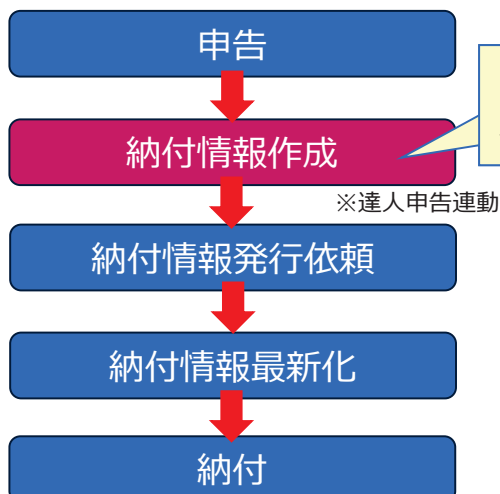 申告
納付情報作成
※達人申告連動
納付情報発行依頼
納付情報最新化
納付